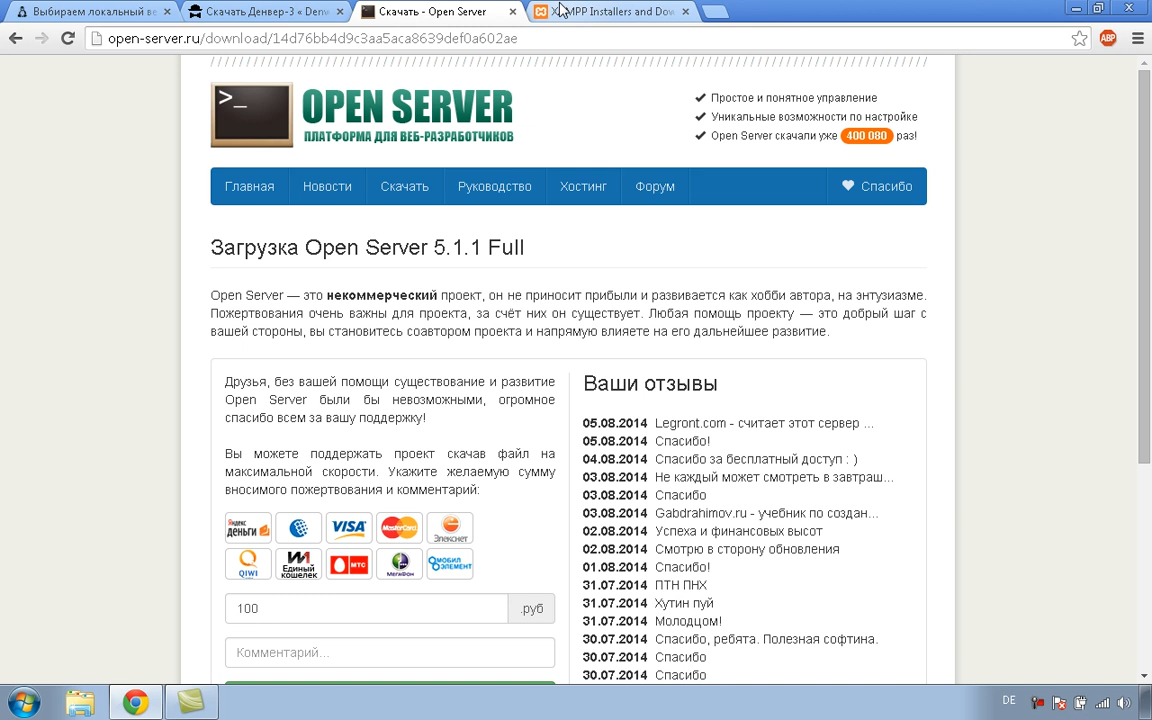 Выбираем локальный ве
Скачать Денвер-3 « Denw
Скачать - Open Server
MPP Installers and Dow
open-server.ru/download/14d76bb4d9c3aa5aca8639def0a602ae
ABP
>_
OPEN SERVER
ПЛАТФОРМА ДЛЯ ВЕБ-РАЗРАБОТЧИКОВ
Простое и понятное управление
Уникальные возможности по настройке
Open Server скачали уже 400 080 раз!
Главная
Новости
Скачать
Руководство
Хостинг
Форум
Спасибо
Загрузка Open Server 5.1.1 Full
Open Server — это некоммерческий проект, он не приносит прибыли и развивается как хобби автора, на энтузиазме.
Пожертвования очень важны для проекта, за счёт них он существует. Любая помощь проекту — это добрый шаг с
вашей стороны, вы становитесь соавтором проекта и напрямую влияете на его дальнейшее развитие.
Друзья, без вашей помощи существование и развитие
Open Server были бы невозможными, огромное
спасибо всем за вашу поддержку!
Вы можете поддержать проект скачав файл на
максимальной скорости. Укажите желаемую сумму
вносимого пожертвования и комментарий:
Яндекс деньги
VISA
MasterCard
Элекснет
QIWI
Единый кошелек
МТС
МегаФон
МОБИЛ ЭЛЕМЕНТ
100
.руб
Комментарий...
Ваши отзывы
05.08.2014 Legront.com - считает этот сервер ...
05.08.2014 Спасибо!
04.08.2014 Спасибо за бесплатный доступ : )
03.08.2014 Не каждый может смотреть в завтраш...
03.08.2014 Спасибо
03.08.2014 Gabdrahimov.ru - учебник по создан...
02.08.2014 Успеха и финансовых высот
02.08.2014 Смотрю в сторону обновления
01.08.2014 Спасибо!
31.07.2014 ПТН ПНХ
31.07.2014 Хутин пуй
31.07.2014 Молодцом!
30.07.2014 Спасибо, ребята. Полезная софтина.
30.07.2014 Спасибо
30.07.2014 Спасибо
DE